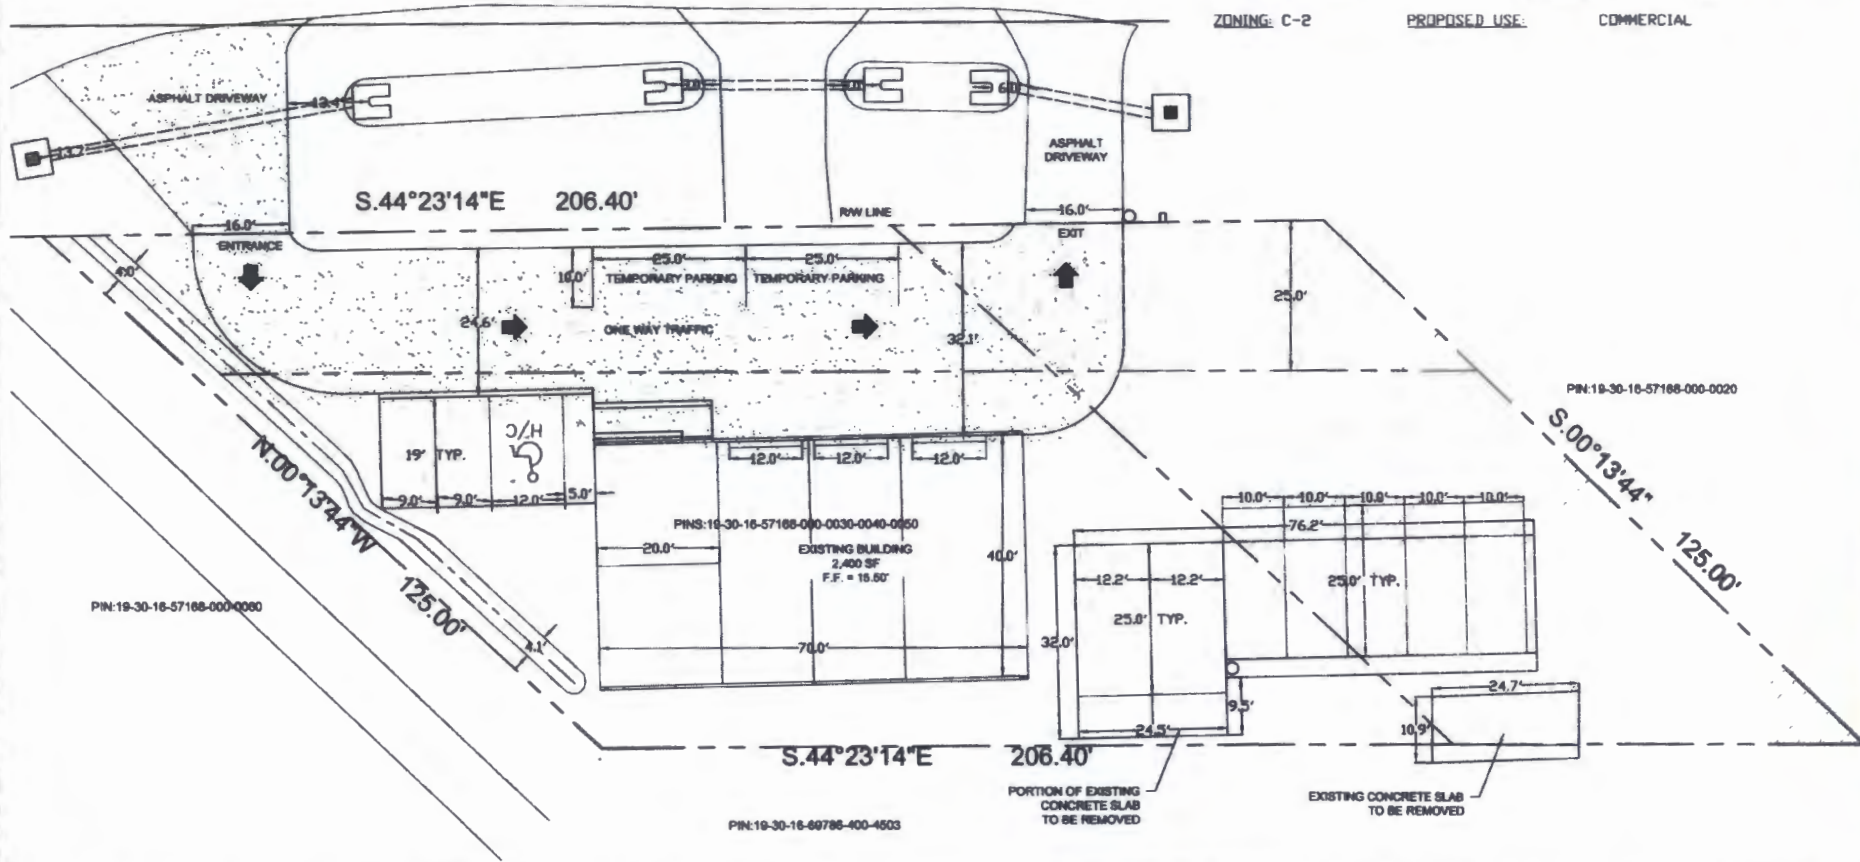 ZONING: C-2 PROPOSED USE: COMMERCIAL
ASPHALT DRIVEWAY
13.4'
13.7'
6.0'
ASPHALT
DRIVEWAY
S.44°23'14"E 206.40'
R/W LINE
16.0'
ENTRANCE
16.0'
EXIT
4.0'
10.0'
25.0'
25.0'
TEMPORARY PARKING
TEMPORARY PARKING
25.0'
24.6'
ONE WAY TRAFFIC
32.1'
PIN:19-30-16-57168-000-0020
S.00°13'44" 125.00'
N.00°13'44"W 125.00'
19' TYP.
H/C
9.0'
9.0'
12.0'
5.0'
12.0'
12.0'
12.0'
PINS:19-30-16-57168-000-0030-0040-0050
20.0'
EXISTING BUILDING
2,400 SF
F.F. = 15.50'
40.0'
70.0'
10.0'
10.0'
10.0'
10.0'
10.0'
76.2'
12.2'
12.2'
25.0' TYP.
25.0' TYP.
32.0'
PIN:19-30-16-57168-000-0060
4.1'
24.5'
9.5'
24.7'
10.9'
S.44°23'14"E 206.40'
PORTION OF EXISTING
CONCRETE SLAB
TO BE REMOVED
EXISTING CONCRETE SLAB
TO BE REMOVED
PIN:19-30-16-69786-400-4503